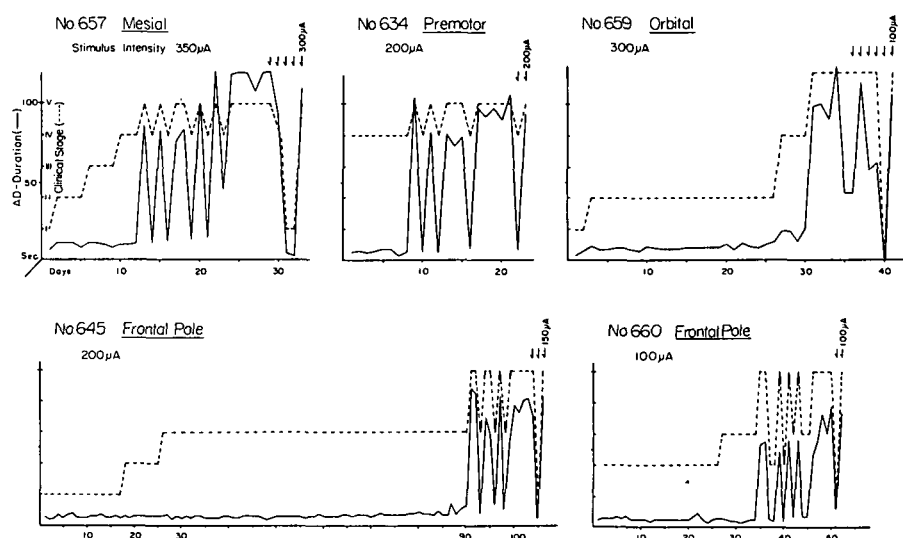 No 657 Mesial
Stimulus Intensity 350μA
300μA
AD-Duration (—)
Clinical Stage (----)
100 V
IV
III
50
II
I
Sec.
Days 10 20 30
No 634 Premotor
200μA
200μA
10 20
No 659 Orbital
300μA
100μA
10 20 30 40
No 645 Frontal Pole
200μA
150μA
10 20 30 90 100
No 660 Frontal Pole
100μA
100μA
10 20 30 40